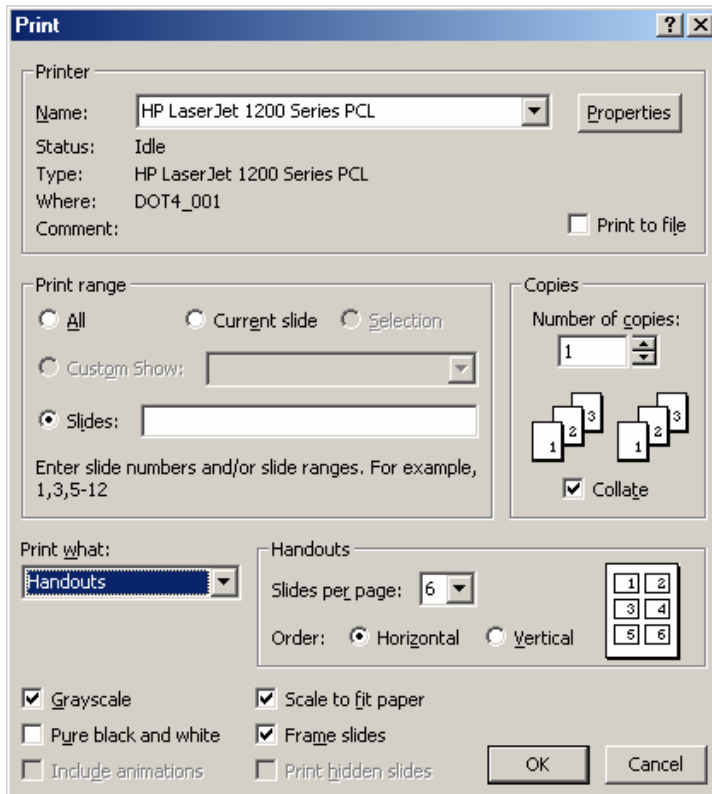 Print
Printer
Name: HP LaserJet 1200 Series PCL Properties
Status: Idle
Type: HP LaserJet 1200 Series PCL
Where: DOT4_001
Comment: Print to file
Print range
All Current slide Selection
Custom Show:
Slides:
Enter slide numbers and/or slide ranges. For example,
1,3,5-12
Copies
Number of copies:
1
1 2 3 1 2 3
Collate
Print what:
Handouts
Handouts
Slides per page: 6
Order: Horizontal Vertical
1 2
3 4
5 6
Grayscale Scale to fit paper
Pure black and white Frame slides
Include animations Print hidden slides
OK Cancel